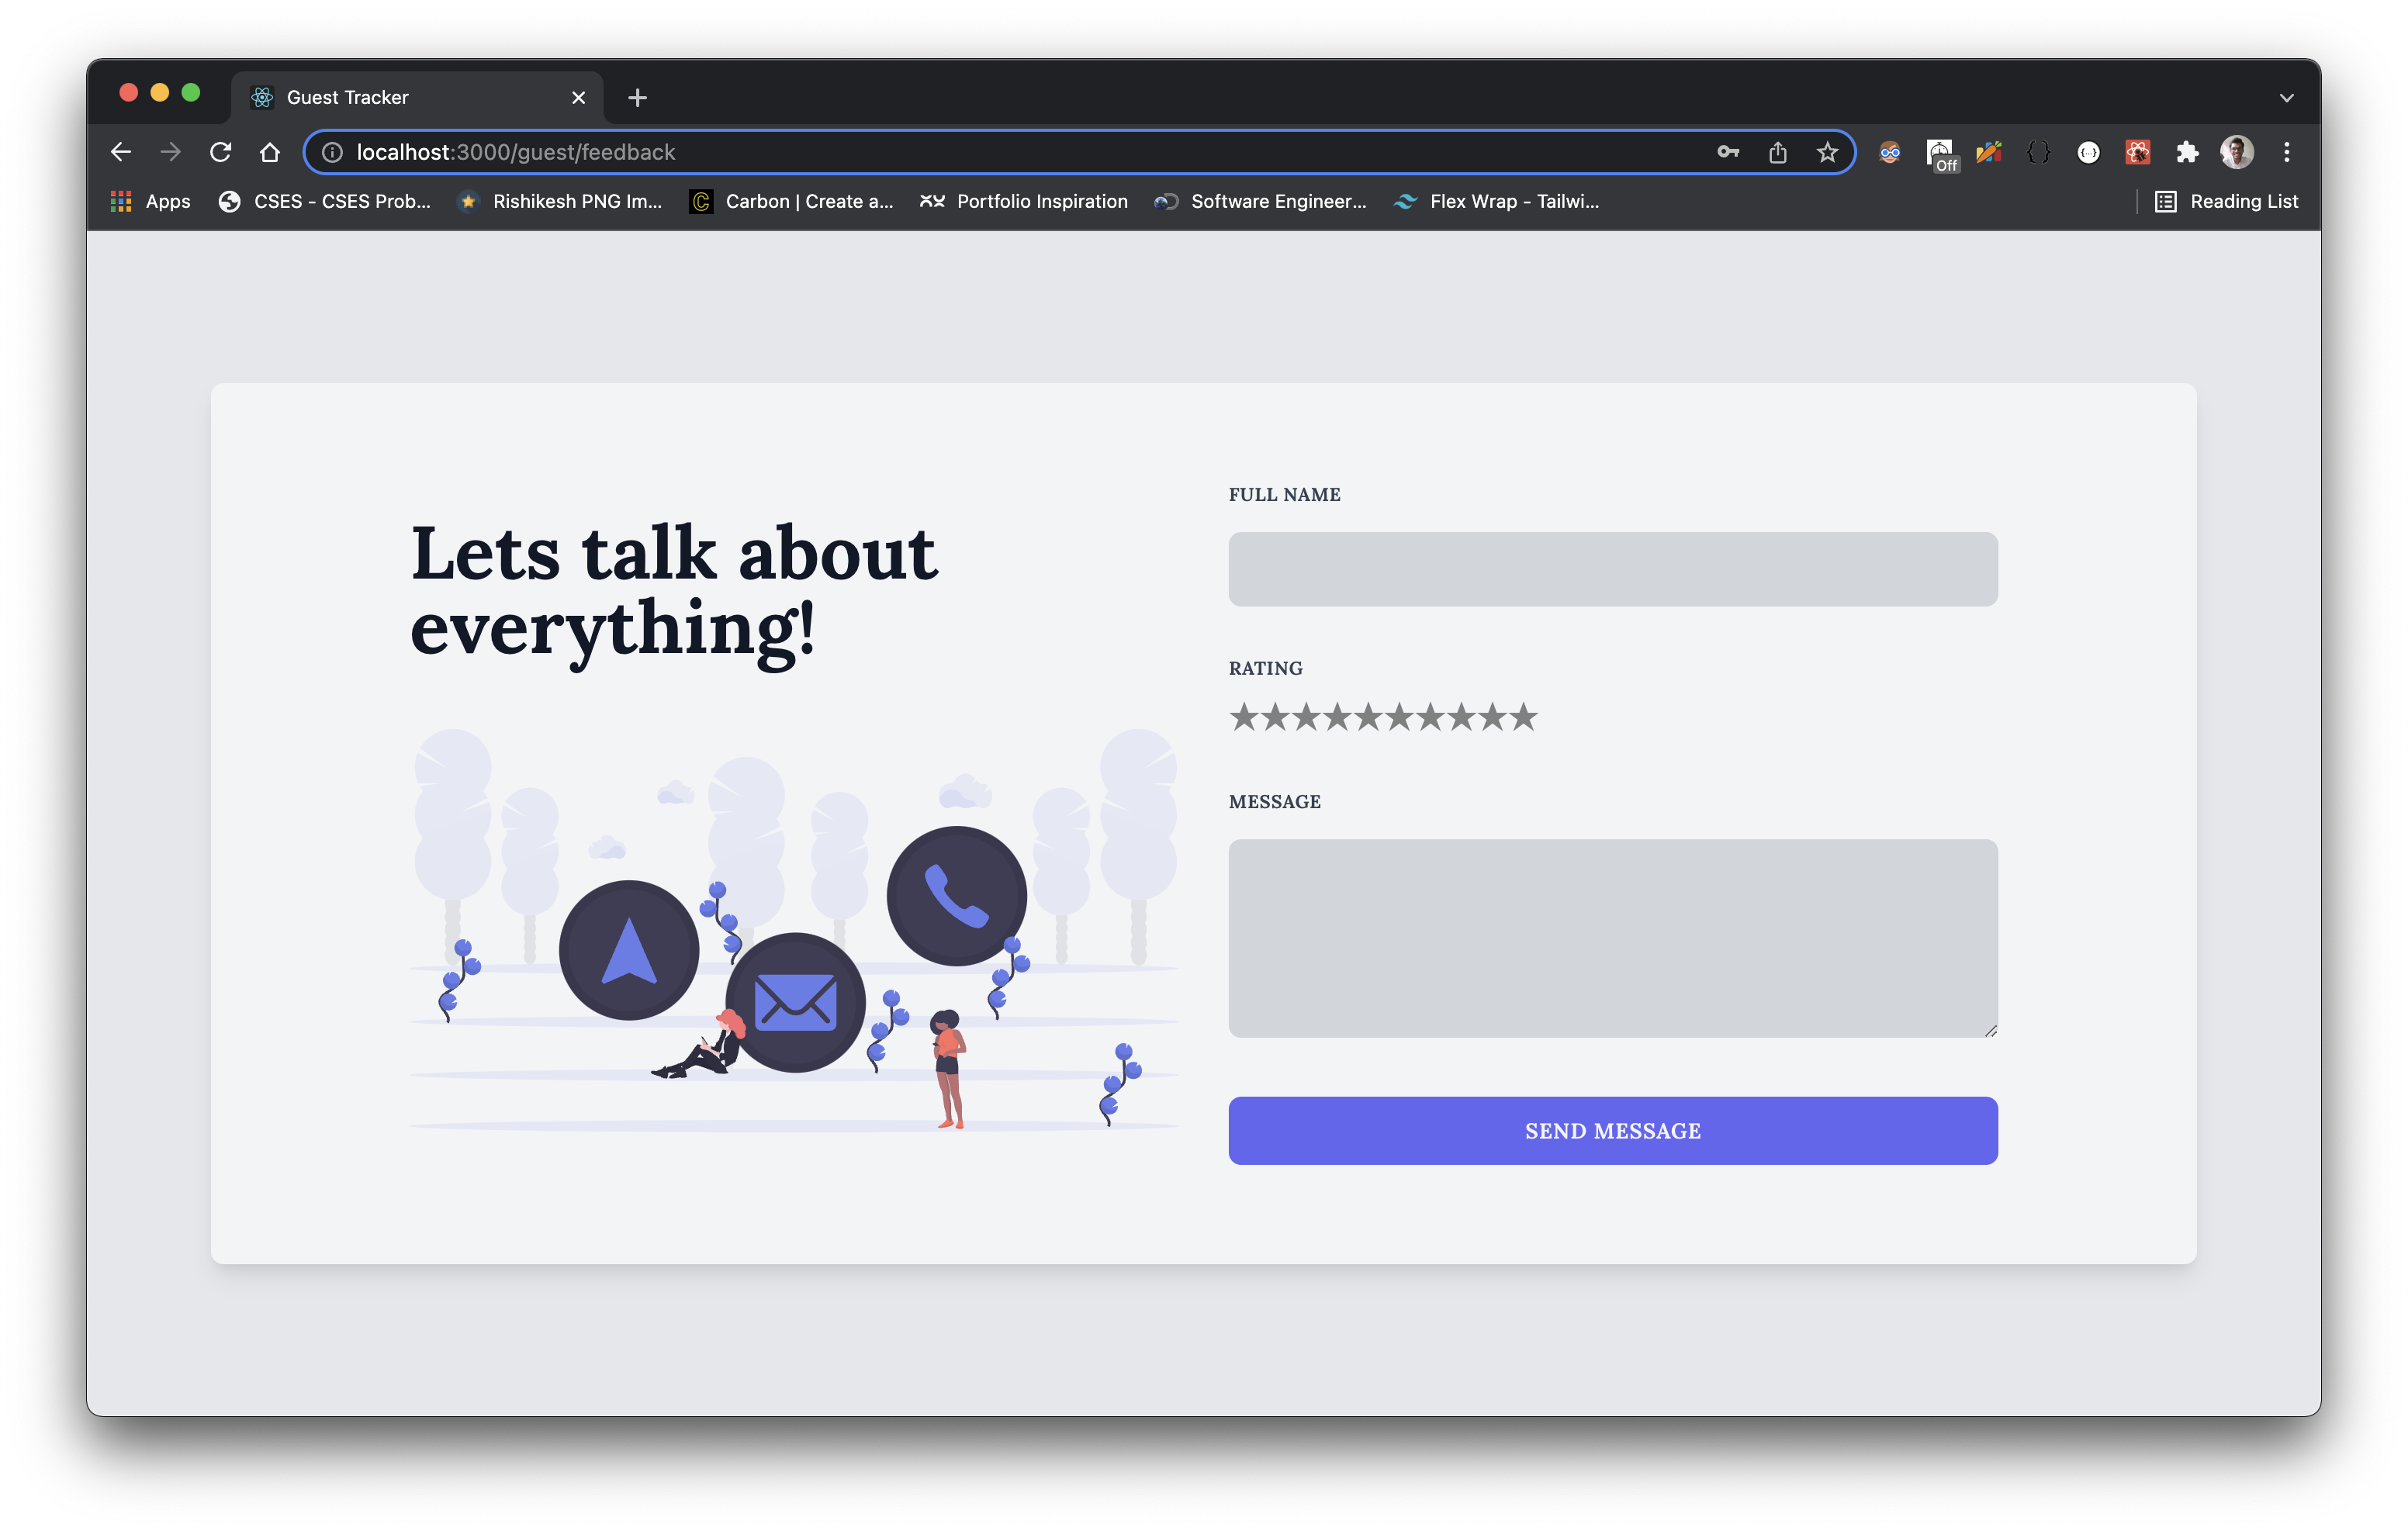 Guest Tracker
localhost:3000/guest/feedback
Off
Apps
CSES - CSES Prob...
Rishikesh PNG Im...
Carbon | Create a...
Portfolio Inspiration
Software Engineer...
Flex Wrap - Tailwi...
Reading List
Lets talk about
everything!
FULL NAME
RATING
MESSAGE
SEND MESSAGE